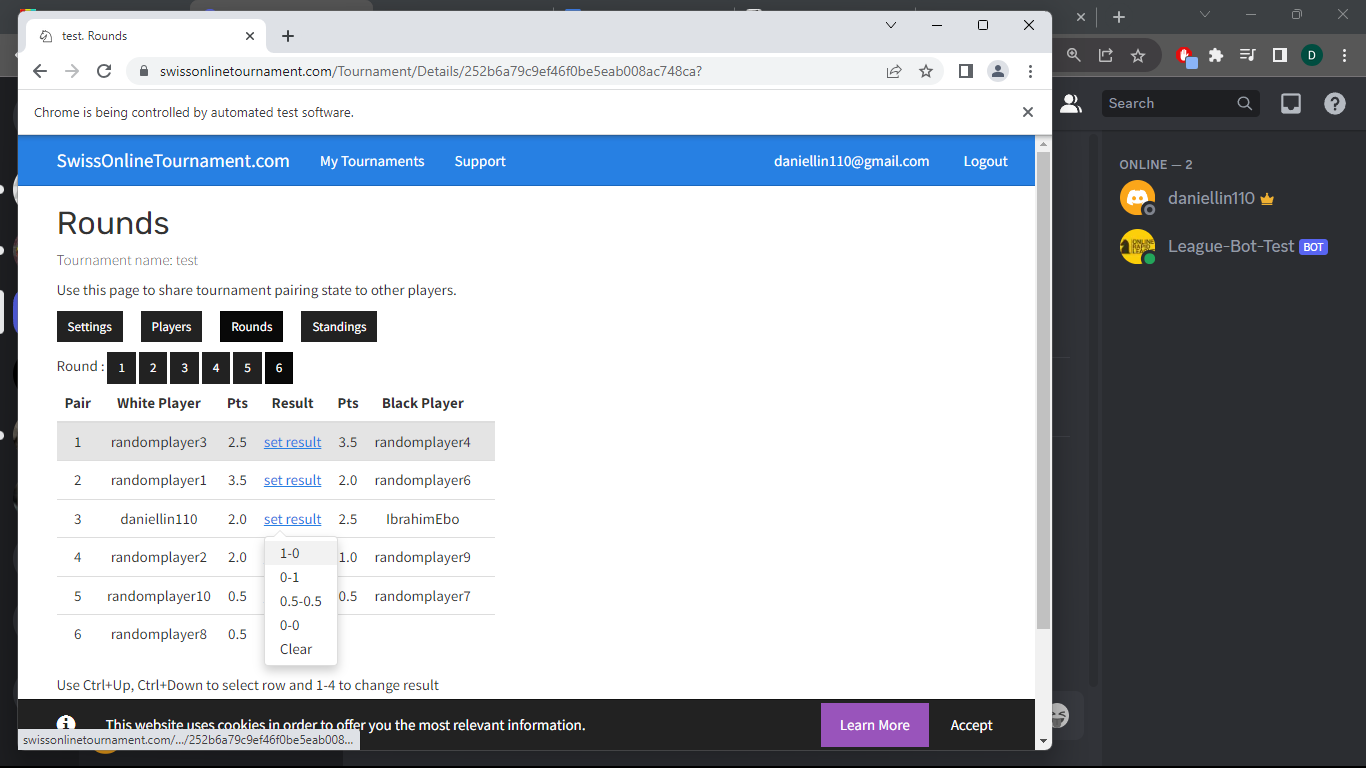 test. Rounds
swissonlinetournament.com/Tournament/Details/252b6a79c9ef46f0be5eab008ac748ca?
D
Chrome is being controlled by automated test software.
Search
SwissOnlineTournament.com My Tournaments Support daniellin110@gmail.com Logout
ONLINE — 2
daniellin110
League-Bot-Test BOT
Rounds
Tournament name: test
Use this page to share tournament pairing state to other players.
Settings Players Rounds Standings
Round : 1 2 3 4 5 6
Pair White Player Pts Result Pts Black Player
1 randomplayer3 2.5 set result 3.5 randomplayer4
2 randomplayer1 3.5 set result 2.0 randomplayer6
3 daniellin110 2.0 set result 2.5 IbrahimEbo
4 randomplayer2 2.0 1.0 randomplayer9
5 randomplayer10 0.5 0.5 randomplayer7
6 randomplayer8 0.5
1-0
0-1
0.5-0.5
0-0
Clear
Use Ctrl+Up, Ctrl+Down to select row and 1-4 to change result
This website uses cookies in order to offer you the most relevant information. Learn More Accept
swissonlinetournament.com/.../252b6a79c9ef46f0be5eab008...